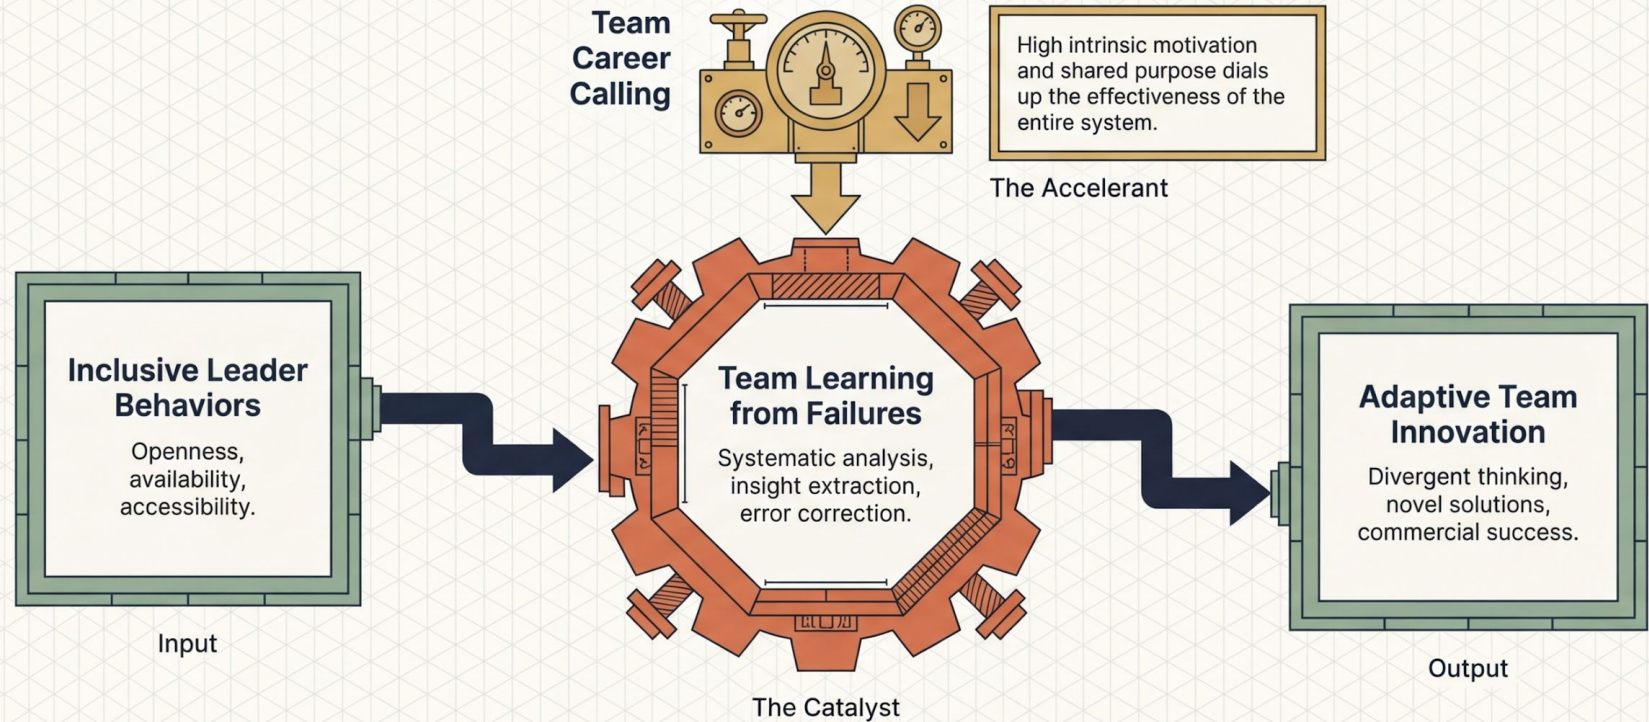 Team
Career
Calling
High intrinsic motivation
and shared purpose dials
up the effectiveness of the
entire system.
The Accelerant
Inclusive Leader
Behaviors
Openness,
availability,
accessibility.
Input
Team Learning
from Failures
Systematic analysis,
insight extraction,
error correction.
The Catalyst
Adaptive Team
Innovation
Divergent thinking,
novel solutions,
commercial success.
Output